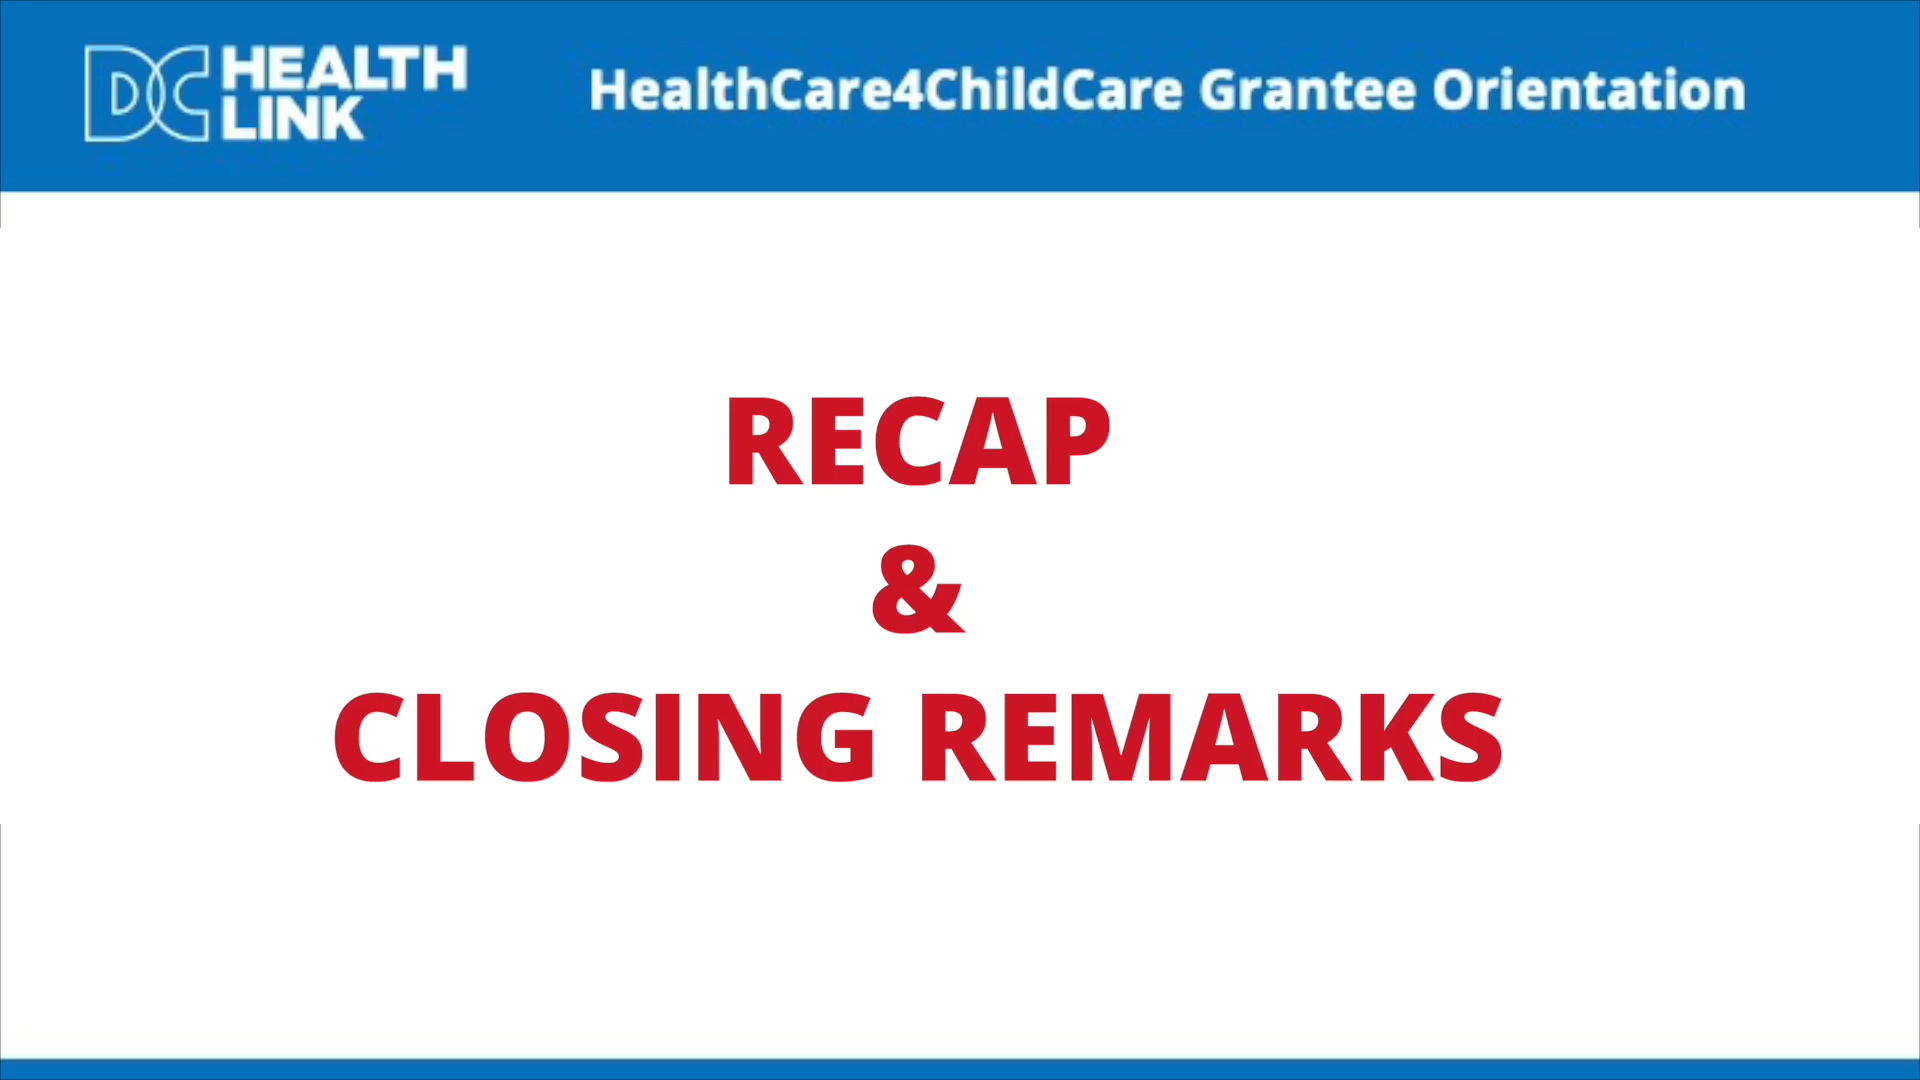 DC HEALTH
LINK
HealthCare4ChildCare Grantee Orientation
RECAP
&
CLOSING REMARKS